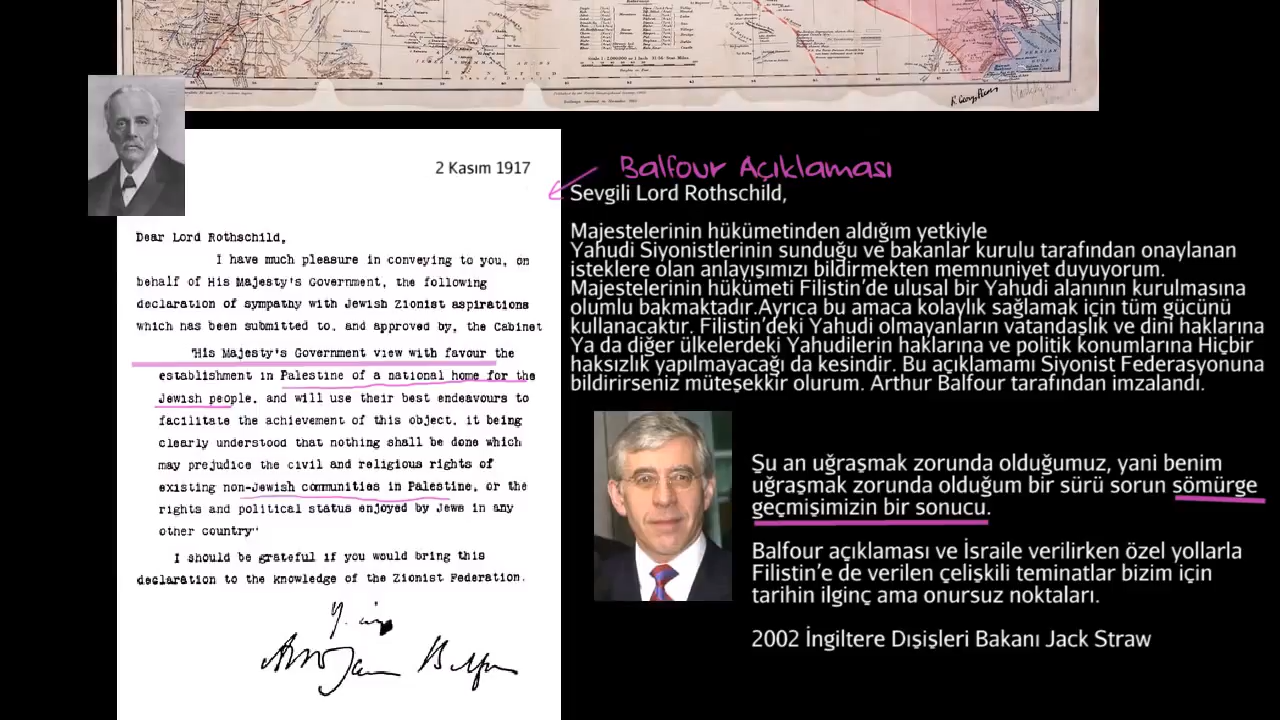 2 Kasım 1917
Dear Lord Rothschild,
I have much pleasure in conveying to you, on
behalf of His Majesty's Government, the following
declaration of sympathy with Jewish Zionist aspirations
which has been submitted to, and approved by, the Cabinet
"His Majesty's Government view with favour the
establishment in Palestine of a national home for the
Jewish people, and will use their best endeavours to
facilitate the achievement of this object, it being
clearly understood that nothing shall be done which
may prejudice the civil and religious rights of
existing non-Jewish communities in Palestine, or the
rights and political status enjoyed by Jews in any
other country"
I should be grateful if you would bring this
declaration to the knowledge of the Zionist Federation.
Balfour Açıklaması
Sevgili Lord Rothschild,
Majestelerinin hükümetinden aldığım yetkiyle
Yahudi Siyonistlerinin sunduğu ve bakanlar kurulu tarafından onaylanan
isteklere olan anlayışımızı bildirmekten memnuniyet duyuyorum.
Majestelerinin hükümeti Filistin'de ulusal bir Yahudi alanının kurulmasına
olumlu bakmaktadır.Ayrıca bu amaca kolaylık sağlamak için tüm gücünü
kullanacaktır. Filistin'deki Yahudi olmayanların vatandaşlık ve dini haklarına
Ya da diğer ülkelerdeki Yahudilerin haklarına ve politik konumlarına Hiçbir
haksızlık yapılmayacağı da kesindir. Bu açıklamamı Siyonist Federasyonuna
bildirirseniz müteşekkir olurum. Arthur Balfour tarafından imzalandı.
Şu an uğraşmak zorunda olduğumuz, yani benim
uğraşmak zorunda olduğum bir sürü sorun sömürge
geçmişimizin bir sonucu.
Balfour açıklaması ve İsraile verilirken özel yollarla
Filistin'e de verilen çelişkili teminatlar bizim için
tarihin ilginç ama onursuz noktaları.
2002 İngiltere Dışişleri Bakanı Jack Straw